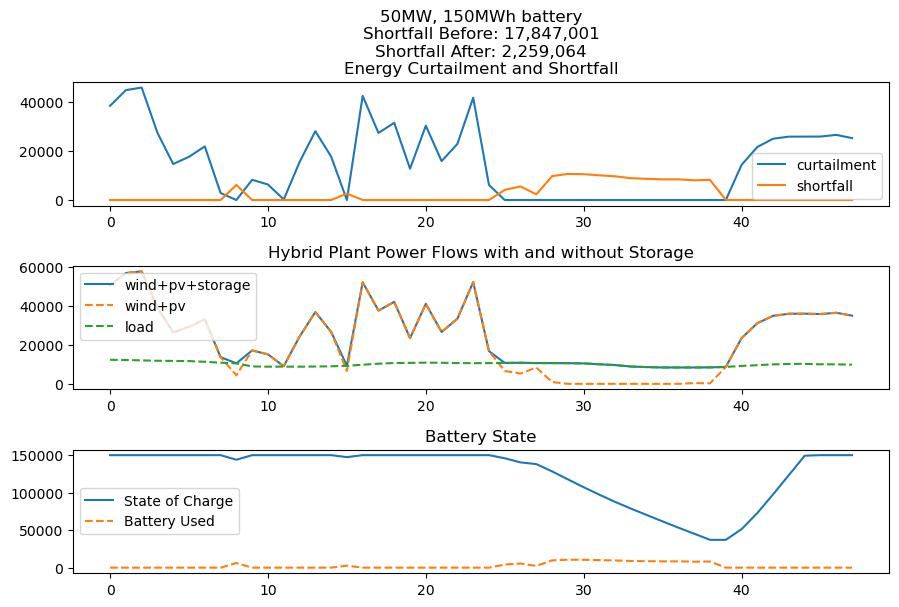 50MW, 150MWh battery
Shortfall Before: 17,847,001
Shortfall After: 2,259,064
Energy Curtailment and Shortfall
40000
20000
0
curtailment
shortfall
0 10 20 30 40
Hybrid Plant Power Flows with and without Storage
60000
40000
20000
0
wind+pv+storage
wind+pv
load
0 10 20 30 40
Battery State
150000
100000
50000
0
State of Charge
Battery Used
0 10 20 30 40